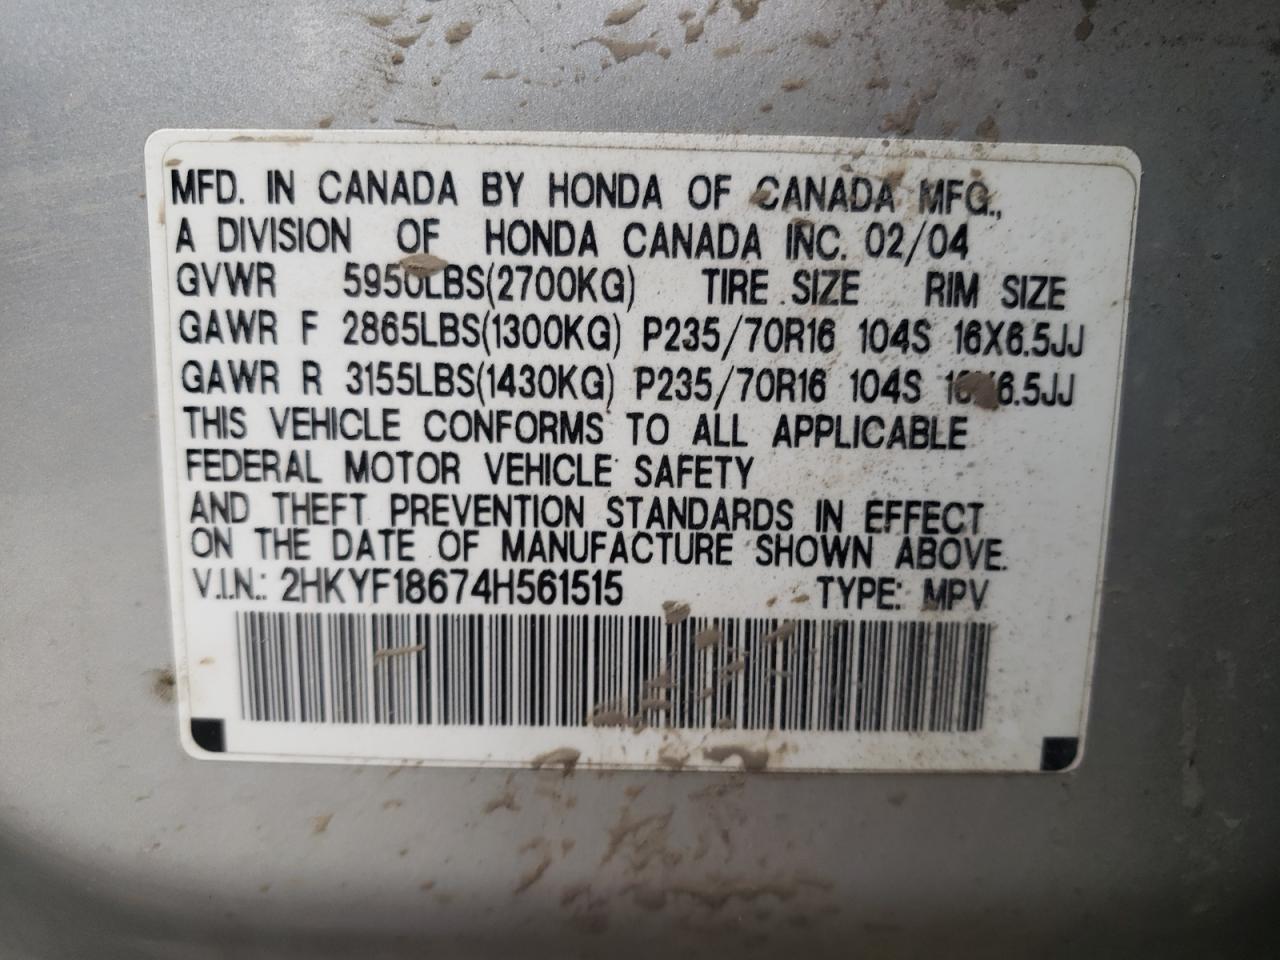 MFD. IN CANADA BY HONDA OF CANADA MFG.,
A DIVISION OF HONDA CANADA INC. 02/04
GVWR 5950LBS(2700KG) TIRE SIZE RIM SIZE
GAWR F 2865LBS(1300KG) P235/70R16 104S 16X6.5JJ
GAWR R 3155LBS(1430KG) P235/70R16 104S 16X6.5JJ
THIS VEHICLE CONFORMS TO ALL APPLICABLE
FEDERAL MOTOR VEHICLE SAFETY
AND THEFT PREVENTION STANDARDS IN EFFECT
ON THE DATE OF MANUFACTURE SHOWN ABOVE.
V.I.N.: 2HKYF18674H561515 TYPE: MPV